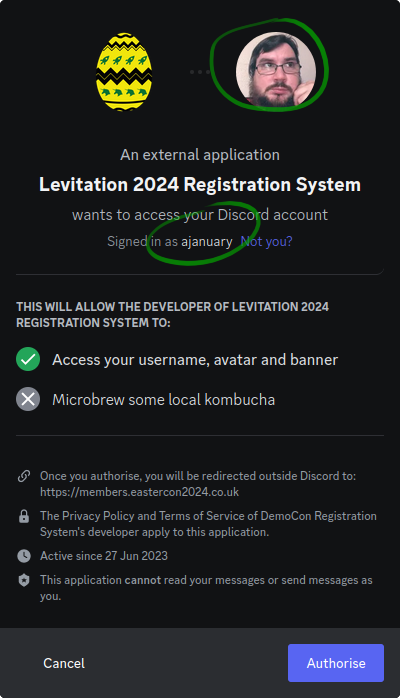 An external application
Levitation 2024 Registration System
wants to access your Discord account
Signed in as ajanuary Not you?
THIS WILL ALLOW THE DEVELOPER OF LEVITATION 2024
REGISTRATION SYSTEM TO:
Access your username, avatar and banner
Microbrew some local kombucha
Once you authorise, you will be redirected outside Discord to:
https://members.eastercon2024.co.uk
The Privacy Policy and Terms of Service of DemoCon Registration
System's developer apply to this application.
Active since 27 Jun 2023
This application cannot read your messages or send messages as
you.
Cancel
Authorise